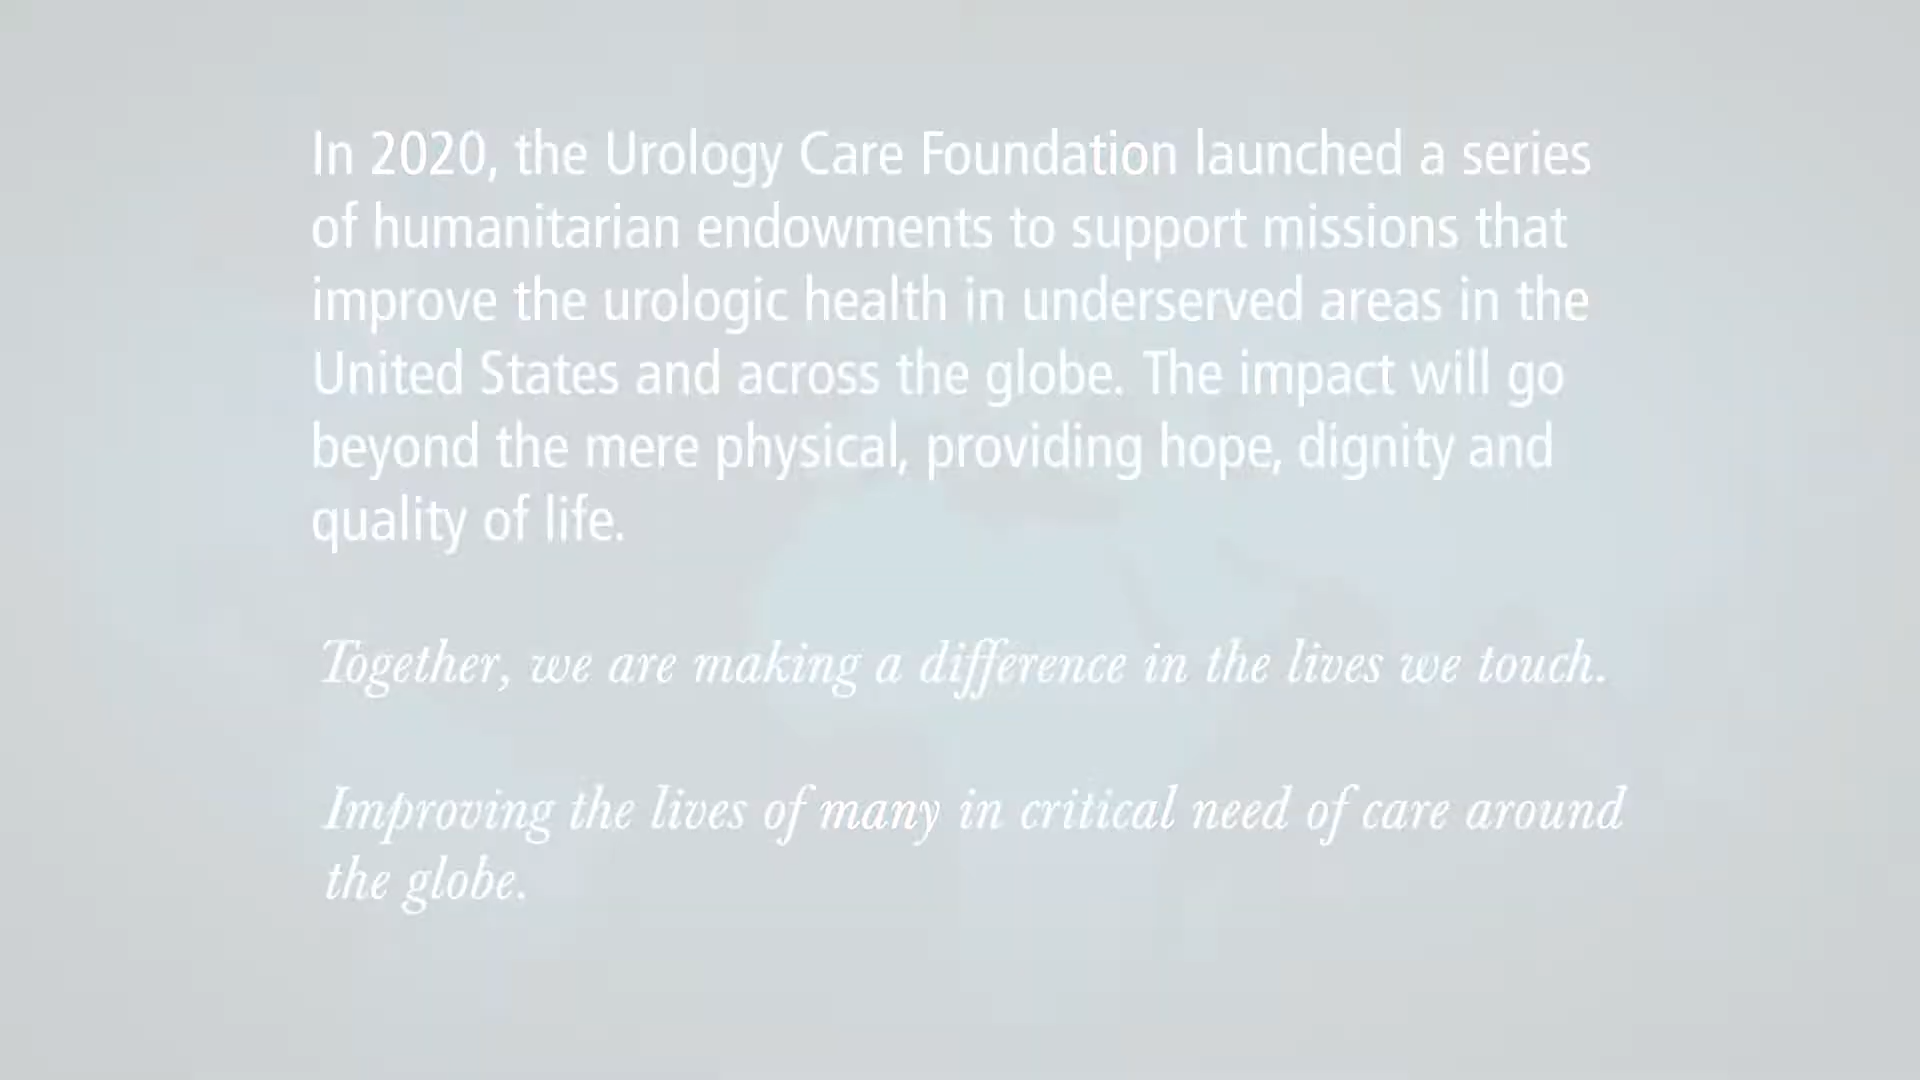 In 2020, the Urology Care Foundation launched a series
of humanitarian endowments to support missions that
improve the urologic health in underserved areas in the
United States and across the globe. The impact will go
beyond the mere physical, providing hope, dignity and
quality of life.
Together, we are making a difference in the lives we touch.
Improving the lives of many in critical need of care around
the globe.